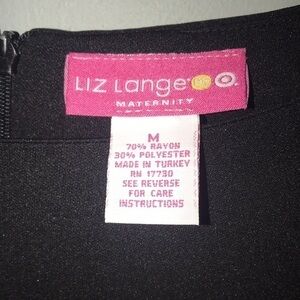 LIZ Lange
MATERNITY
M
70% RAYON
30% POLYESTER
MADE IN TURKEY
RN 17730
SEE REVERSE
FOR CARE
INSTRUCTIONS